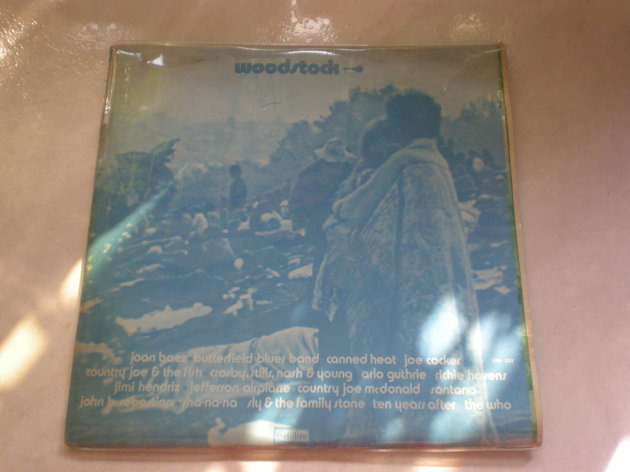 woodstock
joan baez butterfield blues band canned heat joe cocker
country joe & the fish crosby, stills, nash & young arlo guthrie richie havens
jimi hendrix jefferson airplane country joe mcdonald santana
john b. sebastian sha-na-na sly & the family stone ten years after the who